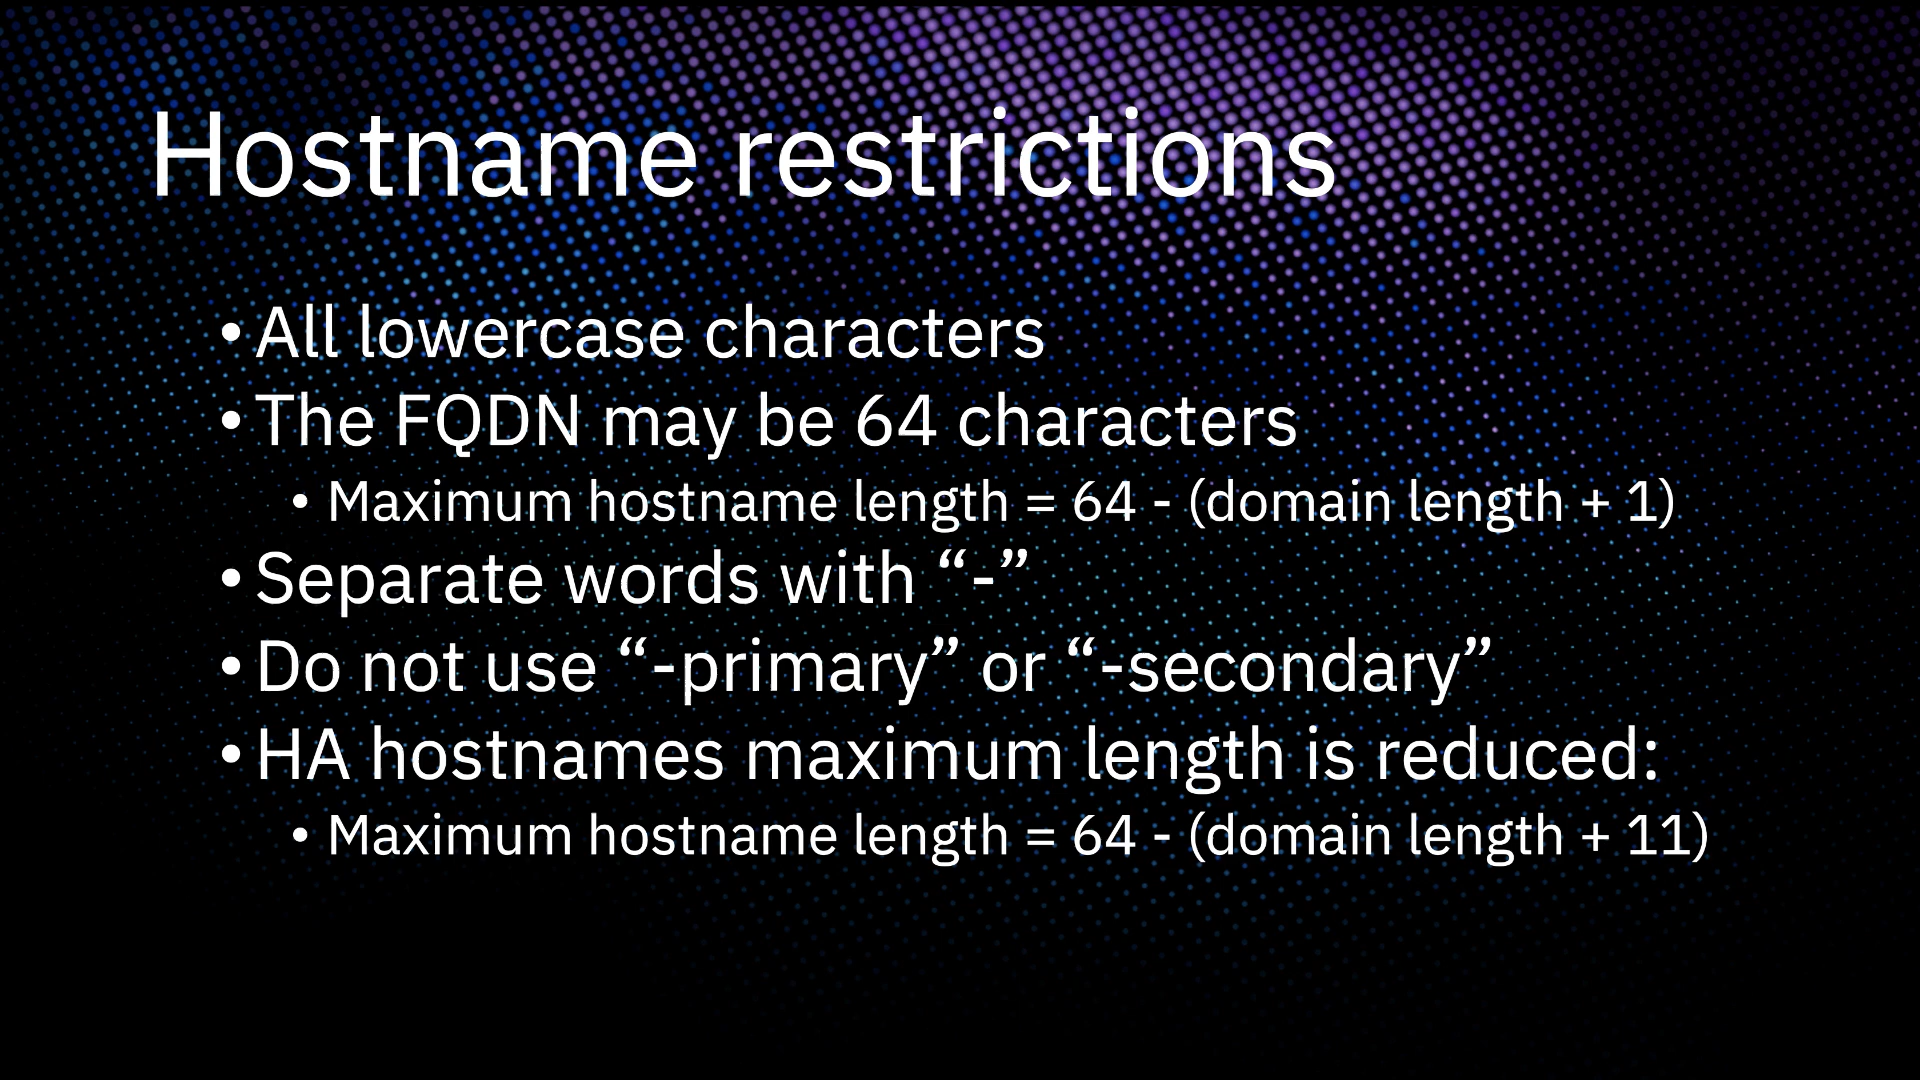 Hostname restrictions
• All lowercase characters
• The FQDN may be 64 characters
• Maximum hostname length = 64 - (domain length + 1)
• Separate words with “-”
• Do not use “-primary” or “-secondary”
• HA hostnames maximum length is reduced:
• Maximum hostname length = 64 - (domain length + 11)